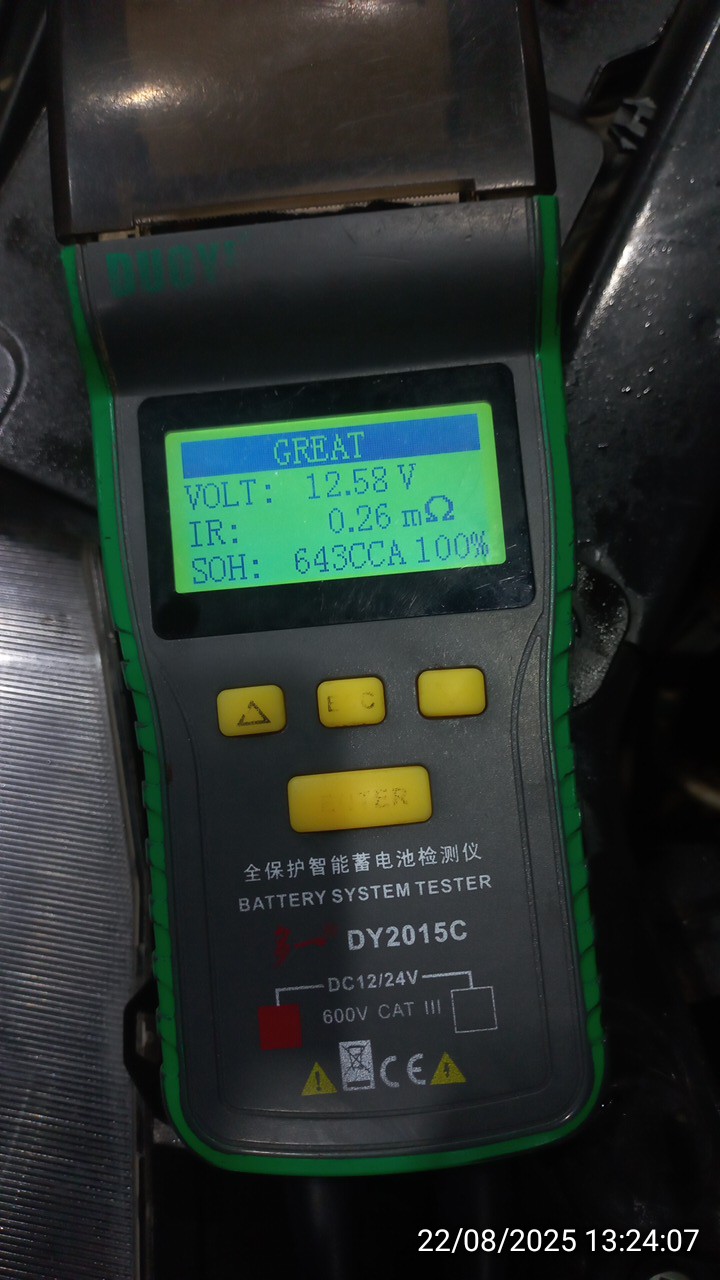 GREAT
VOLT: 12.58 V
IR: 0.26 mΩ
SOH: 643CCA 100%
全保护智能蓄电池检测仪
BATTERY SYSTEM TESTER
DY2015C
DC12/24V
600V CAT III
CE
22/08/2025 13:24:07